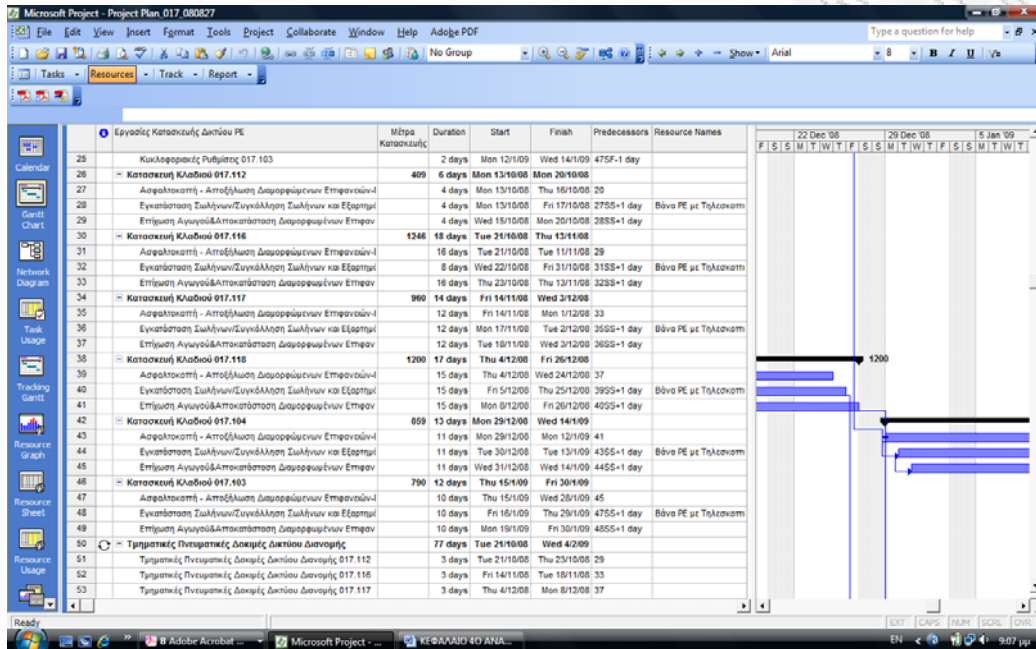 Microsoft Project - Project Plan_017_080827
File Edit View Insert Format Tools Project Collaborate Window Help Adobe PDF Type a question for help
No Group Show Arial 8 B I U
Tasks Resources Track Report
Εργασίες Κατασκευής Δικτύου PE Μέτρα Κατασκευής Duration Start Finish Predecessors Resource Names 22 Dec '08 29 Dec '08 5 Jan '09
F S S M T W T F S S M T W T F S S M T W T
25 Κυκλοφοριακές Ρυθμίσεις 017.103 2 days Mon 12/1/09 Wed 14/1/09 47SF-1 day
26 Κατασκευή Κλαδιού 017.112 409 6 days Mon 13/10/08 Mon 20/10/08
27 Ασφαλτοκοπή - Αποξήλωση Διαμορφώμενων Επιφανειών- 4 days Mon 13/10/08 Thu 16/10/08 20
28 Εγκατάσταση Σωλήνων/Συγκόλληση Σωλήνων και Εξαρτημά 4 days Mon 13/10/08 Fri 17/10/08 27SS+1 day Βάνα PE με Τηλεσκοπι
29 Επίχωση Αγωγού&Αποκατάσταση Διαμορφωμένων Επιφαν 4 days Wed 15/10/08 Mon 20/10/08 28SS+1 day
30 Κατασκευή Κλαδιού 017.116 1246 18 days Tue 21/10/08 Thu 13/11/08
31 Ασφαλτοκοπή - Αποξήλωση Διαμορφώμενων Επιφανειών- 16 days Tue 21/10/08 Tue 11/11/08 29
32 Εγκατάσταση Σωλήνων/Συγκόλληση Σωλήνων και Εξαρτημά 8 days Wed 22/10/08 Fri 31/10/08 31SS+1 day Βάνα PE με Τηλεσκοπι
33 Επίχωση Αγωγού&Αποκατάσταση Διαμορφωμένων Επιφαν 16 days Thu 23/10/08 Thu 13/11/08 32SS+1 day
34 Κατασκευή Κλαδιού 017.117 960 14 days Fri 14/11/08 Wed 3/12/08
35 Ασφαλτοκοπή - Αποξήλωση Διαμορφώμενων Επιφανειών- 12 days Fri 14/11/08 Mon 1/12/08 33
36 Εγκατάσταση Σωλήνων/Συγκόλληση Σωλήνων και Εξαρτημά 12 days Mon 17/11/08 Tue 2/12/08 35SS+1 day Βάνα PE με Τηλεσκοπι
37 Επίχωση Αγωγού&Αποκατάσταση Διαμορφωμένων Επιφαν 12 days Tue 18/11/08 Wed 3/12/08 36SS+1 day
38 Κατασκευή Κλαδιού 017.118 1200 17 days Thu 4/12/08 Fri 26/12/08 1200
39 Ασφαλτοκοπή - Αποξήλωση Διαμορφώμενων Επιφανειών- 15 days Thu 4/12/08 Wed 24/12/08 37
40 Εγκατάσταση Σωλήνων/Συγκόλληση Σωλήνων και Εξαρτημά 15 days Fri 5/12/08 Thu 25/12/08 39SS+1 day Βάνα PE με Τηλεσκοπι
41 Επίχωση Αγωγού&Αποκατάσταση Διαμορφωμένων Επιφαν 15 days Mon 8/12/08 Fri 26/12/08 40SS+1 day
42 Κατασκευή Κλαδιού 017.104 859 13 days Mon 29/12/08 Wed 14/1/09
43 Ασφαλτοκοπή - Αποξήλωση Διαμορφώμενων Επιφανειών- 11 days Mon 29/12/08 Mon 12/1/09 41
44 Εγκατάσταση Σωλήνων/Συγκόλληση Σωλήνων και Εξαρτημά 11 days Tue 30/12/08 Tue 13/1/09 43SS+1 day Βάνα PE με Τηλεσκοπι
45 Επίχωση Αγωγού&Αποκατάσταση Διαμορφωμένων Επιφαν 11 days Wed 31/12/08 Wed 14/1/09 44SS+1 day
46 Κατασκευή Κλαδιού 017.103 790 12 days Thu 15/1/09 Fri 30/1/09
47 Ασφαλτοκοπή - Αποξήλωση Διαμορφώμενων Επιφανειών- 10 days Thu 15/1/09 Wed 28/1/09 45
48 Εγκατάσταση Σωλήνων/Συγκόλληση Σωλήνων και Εξαρτημά 10 days Fri 16/1/09 Thu 29/1/09 47SS+1 day Βάνα PE με Τηλεσκοπι
49 Επίχωση Αγωγού&Αποκατάσταση Διαμορφωμένων Επιφαν 10 days Mon 19/1/09 Fri 30/1/09 48SS+1 day
50 Τμηματικές Πνευματικές Δοκιμές Δικτύου Διανομής 77 days Tue 21/10/08 Wed 4/2/09
51 Τμηματικές Πνευματικές Δοκιμές Δικτύου Διανομής 017.112 3 days Tue 21/10/08 Thu 23/10/08 29
52 Τμηματικές Πνευματικές Δοκιμές Δικτύου Διανομής 017.116 3 days Fri 14/11/08 Tue 18/11/08 33
53 Τμηματικές Πνευματικές Δοκιμές Δικτύου Διανομής 017.117 3 days Thu 4/12/08 Mon 8/12/08 37
Calendar
Gantt Chart
Network Diagram
Task Usage
Tracking Gantt
Resource Graph
Resource Sheet
Resource Usage
Ready EXT CAPS NUM SCRL OVR
8 Adobe Acrobat ... Microsoft Project - ... ΚΕΦΑΛΑΙΟ 4Ο ΑΝΑ... EN 9:07 μμ